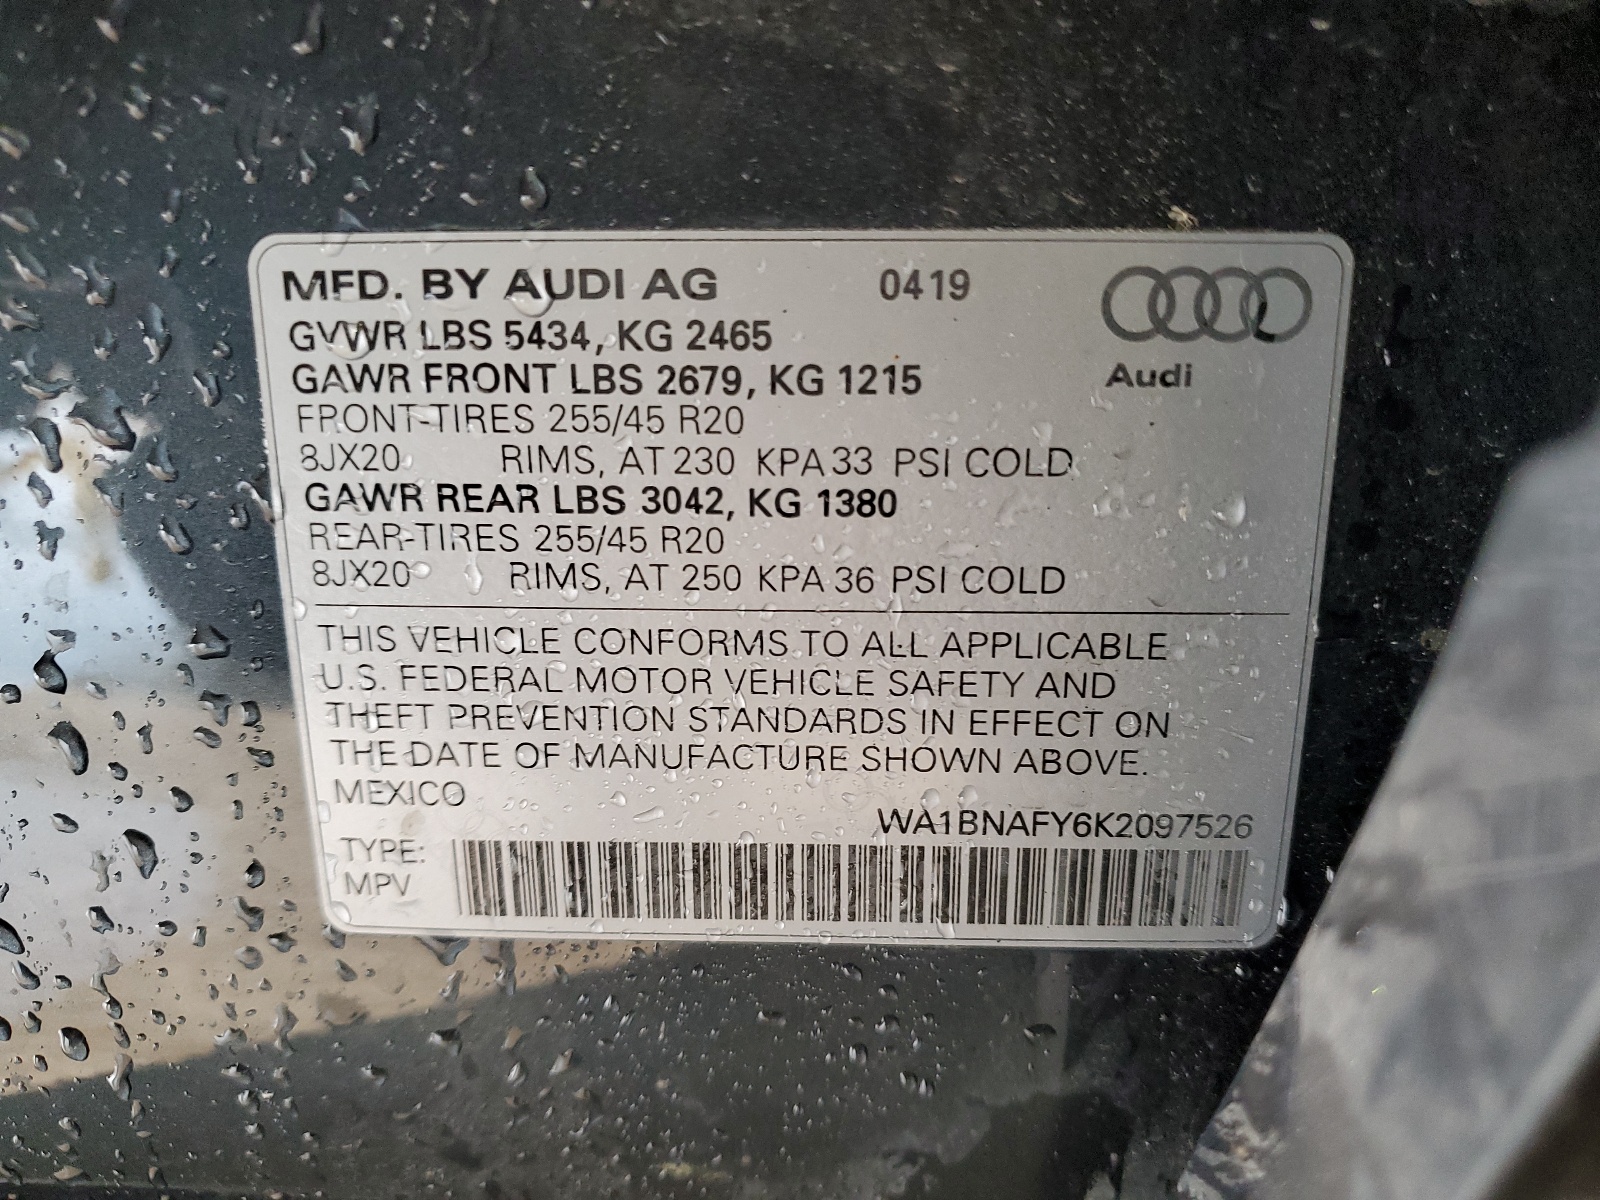 MFD. BY AUDI AG 0419
GVWR LBS 5434, KG 2465
GAWR FRONT LBS 2679, KG 1215
Audi
FRONT-TIRES 255/45 R20
8JX20 RIMS, AT 230 KPA 33 PSI COLD
GAWR REAR LBS 3042, KG 1380
REAR-TIRES 255/45 R20
8JX20 RIMS, AT 250 KPA 36 PSI COLD
THIS VEHICLE CONFORMS TO ALL APPLICABLE
U.S. FEDERAL MOTOR VEHICLE SAFETY AND
THEFT PREVENTION STANDARDS IN EFFECT ON
THE DATE OF MANUFACTURE SHOWN ABOVE.
MEXICO
WA1BNAFY6K2097526
TYPE:
MPV